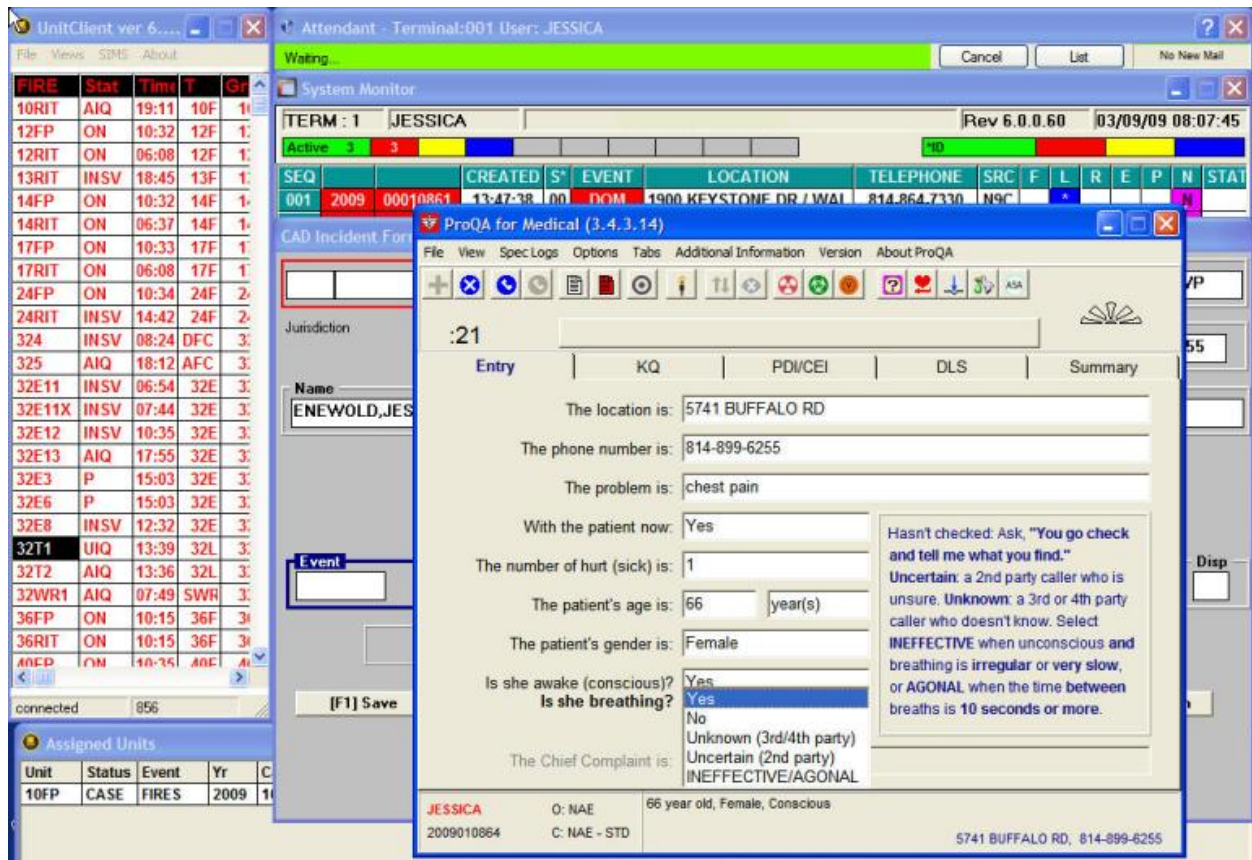 UnitClient ver 6....
File Views SIMS About
FIRE Stat Time T Gr
10RIT AIQ 19:11 10F
12FP ON 10:32 12F
12RIT ON 06:08 12F
13RIT INSV 18:45 13F
14FP ON 10:32 14F
14RIT ON 06:37 14F
17FP ON 10:33 17F
17RIT ON 06:08 17F
24FP ON 10:34 24F
24RIT INSV 14:42 24F
324 INSV 08:24 DFC
325 AIQ 18:12 AFC
32E11 INSV 06:54 32E
32E11X INSV 07:44 32E
32E12 INSV 10:35 32E
32E13 AIQ 17:55 32E
32E3 P 15:03 32E
32E6 P 15:03 32E
32E8 INSV 12:32 32E
32T1 UIQ 13:39 32L
32T2 AIQ 13:36 32L
32WR1 AIQ 07:49 SWR
36FP ON 10:15 36F
36RIT ON 10:15 36F
40FP ON 10:35 40F
connected 856
Assigned Units
Unit Status Event Yr C
10FP CASE FIRES 2009
Attendant - Terminal:001 User: JESSICA
Waiting... Cancel List No New Mail
System Monitor
TERM : 1 JESSICA Rev 6.0.0.60 03/09/09 08:07:45
Active 3 3 *ID
SEQ CREATED S* EVENT LOCATION TELEPHONE SRC F L R E P N STAT
001 2009 00010861 13:47:38 00 DOM 1900 KEYSTONE DR / WAL 814-864-7330 N9C * N
CAD Incident For
Jurisdiction
Name
ENEWOLD,JES
Event
Disp
[F1] Save
VP
55
ProQA for Medical (3.4.3.14)
File View Spec Logs Options Tabs Additional Information Version About ProQA
ASA
:21
Entry KQ PDI/CEI DLS Summary
The location is: 5741 BUFFALO RD
The phone number is: 814-899-6255
The problem is: chest pain
With the patient now: Yes
The number of hurt (sick) is: 1
The patient's age is: 66 year(s)
The patient's gender is: Female
Is she awake (conscious)? Yes
Is she breathing? Yes
No
Unknown (3rd/4th party)
Uncertain (2nd party)
INEFFECTIVE/AGONAL
The Chief Complaint is:
Hasn't checked: Ask, "You go check
and tell me what you find."
Uncertain: a 2nd party caller who is
unsure. Unknown: a 3rd or 4th party
caller who doesn't know. Select
INEFFECTIVE when unconscious and
breathing is irregular or very slow,
or AGONAL when the time between
breaths is 10 seconds or more.
JESSICA O: NAE 66 year old, Female, Conscious
2009010864 C: NAE - STD
5741 BUFFALO RD, 814-899-6255